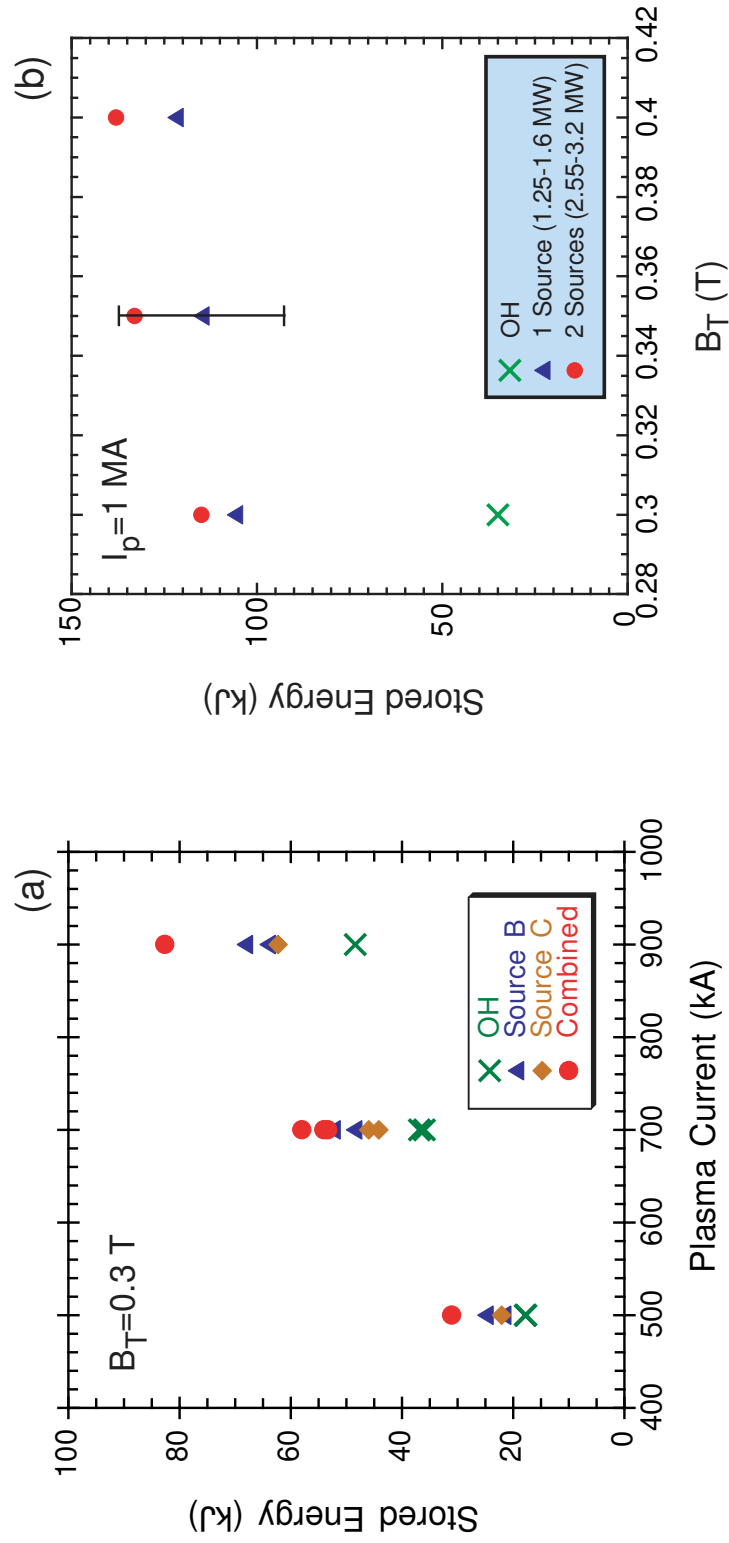 (a)
B_T=0.3 T
100
80
60
40
20
0
Stored Energy (kJ)
400
500
600
700
800
900
1000
Plasma Current (kA)
OH
Source B
Source C
Combined
(b)
I_p=1 MA
150
100
50
0
Stored Energy (kJ)
0.28
0.3
0.32
0.34
0.36
0.38
0.4
0.42
B_T (T)
OH
1 Source (1.25-1.6 MW)
2 Sources (2.55-3.2 MW)